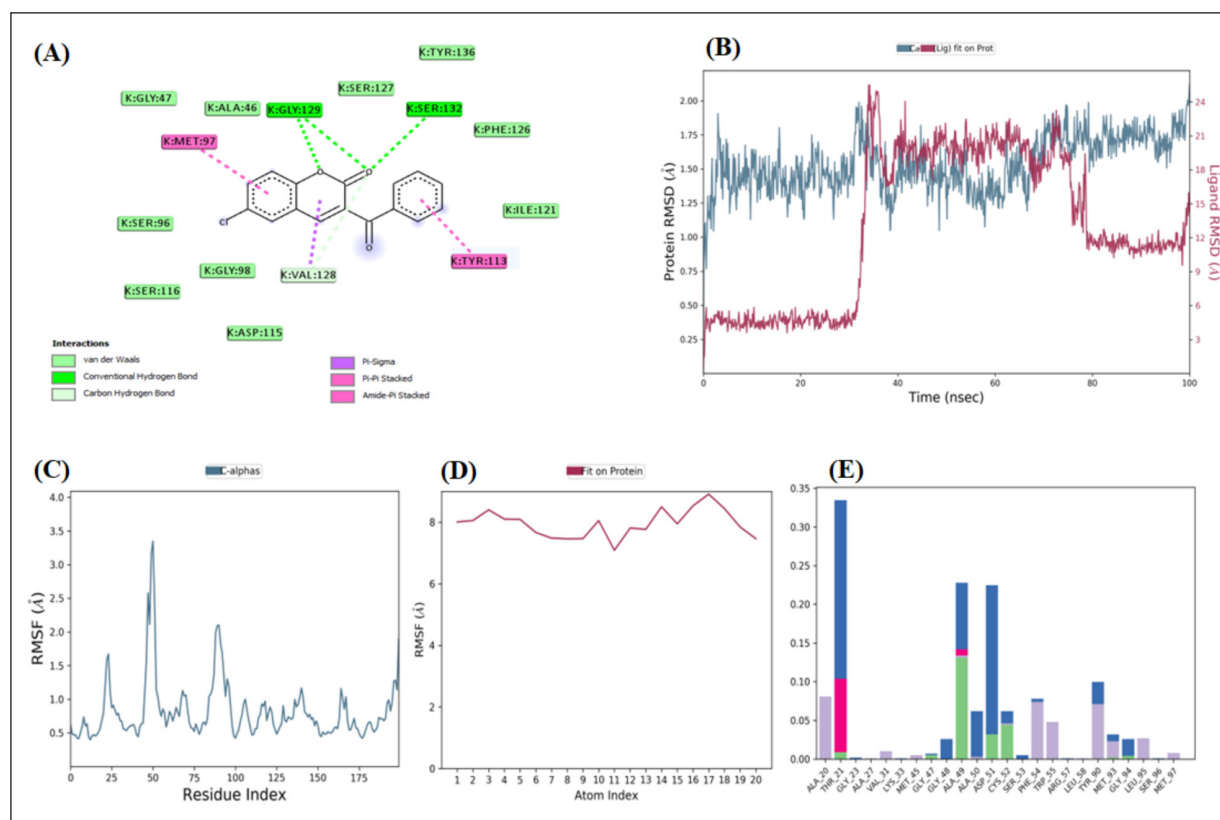 (A)
K:TYR:136
K:SER:127
K:GLY:47
K:ALA:46
K:GLY:129
K:SER:132
K:PHE:126
K:MET:97
O
O
K:SER:96
Cl
O
K:ILE:121
K:GLY:98
K:VAL:128
K:TYR:113
K:SER:116
K:ASP:115
Interactions
van der Waals
Conventional Hydrogen Bond
Carbon Hydrogen Bond
Pi-Sigma
Pi-Pi Stacked
Amide-Pi Stacked
(B)
(Lig) fit on Prot
Protein RMSD (Å)
2.00
1.75
1.50
1.25
1.00
0.75
0.50
0.25
24
21
18
15
12
9
6
3
Ligand RMSD (Å)
0 20 40 60 80 100
Time (nsec)
(C)
C-alphas
RMSF (Å)
4.0
3.5
3.0
2.5
2.0
1.5
1.0
0.5
0 25 50 75 100 125 150 175
Residue Index
(D)
Fit on Protein
RMSF (Å)
8
6
4
2
0
1 2 3 4 5 6 7 8 9 10 11 12 13 14 15 16 17 18 19 20
Atom Index
(E)
0.35
0.30
0.25
0.20
0.15
0.10
0.05
0.00
ALA_20
THR_21
GLY_23
ALA_27
VAL_31
LYS_33
MET_45
GLY_47
GLY_48
ALA_49
ALA_50
ASP_51
CYS_52
SER_53
PHE_54
TRP_55
ARG_57
LEU_58
TYR_90
MET_93
GLY_94
LEU_95
SER_96
MET_97